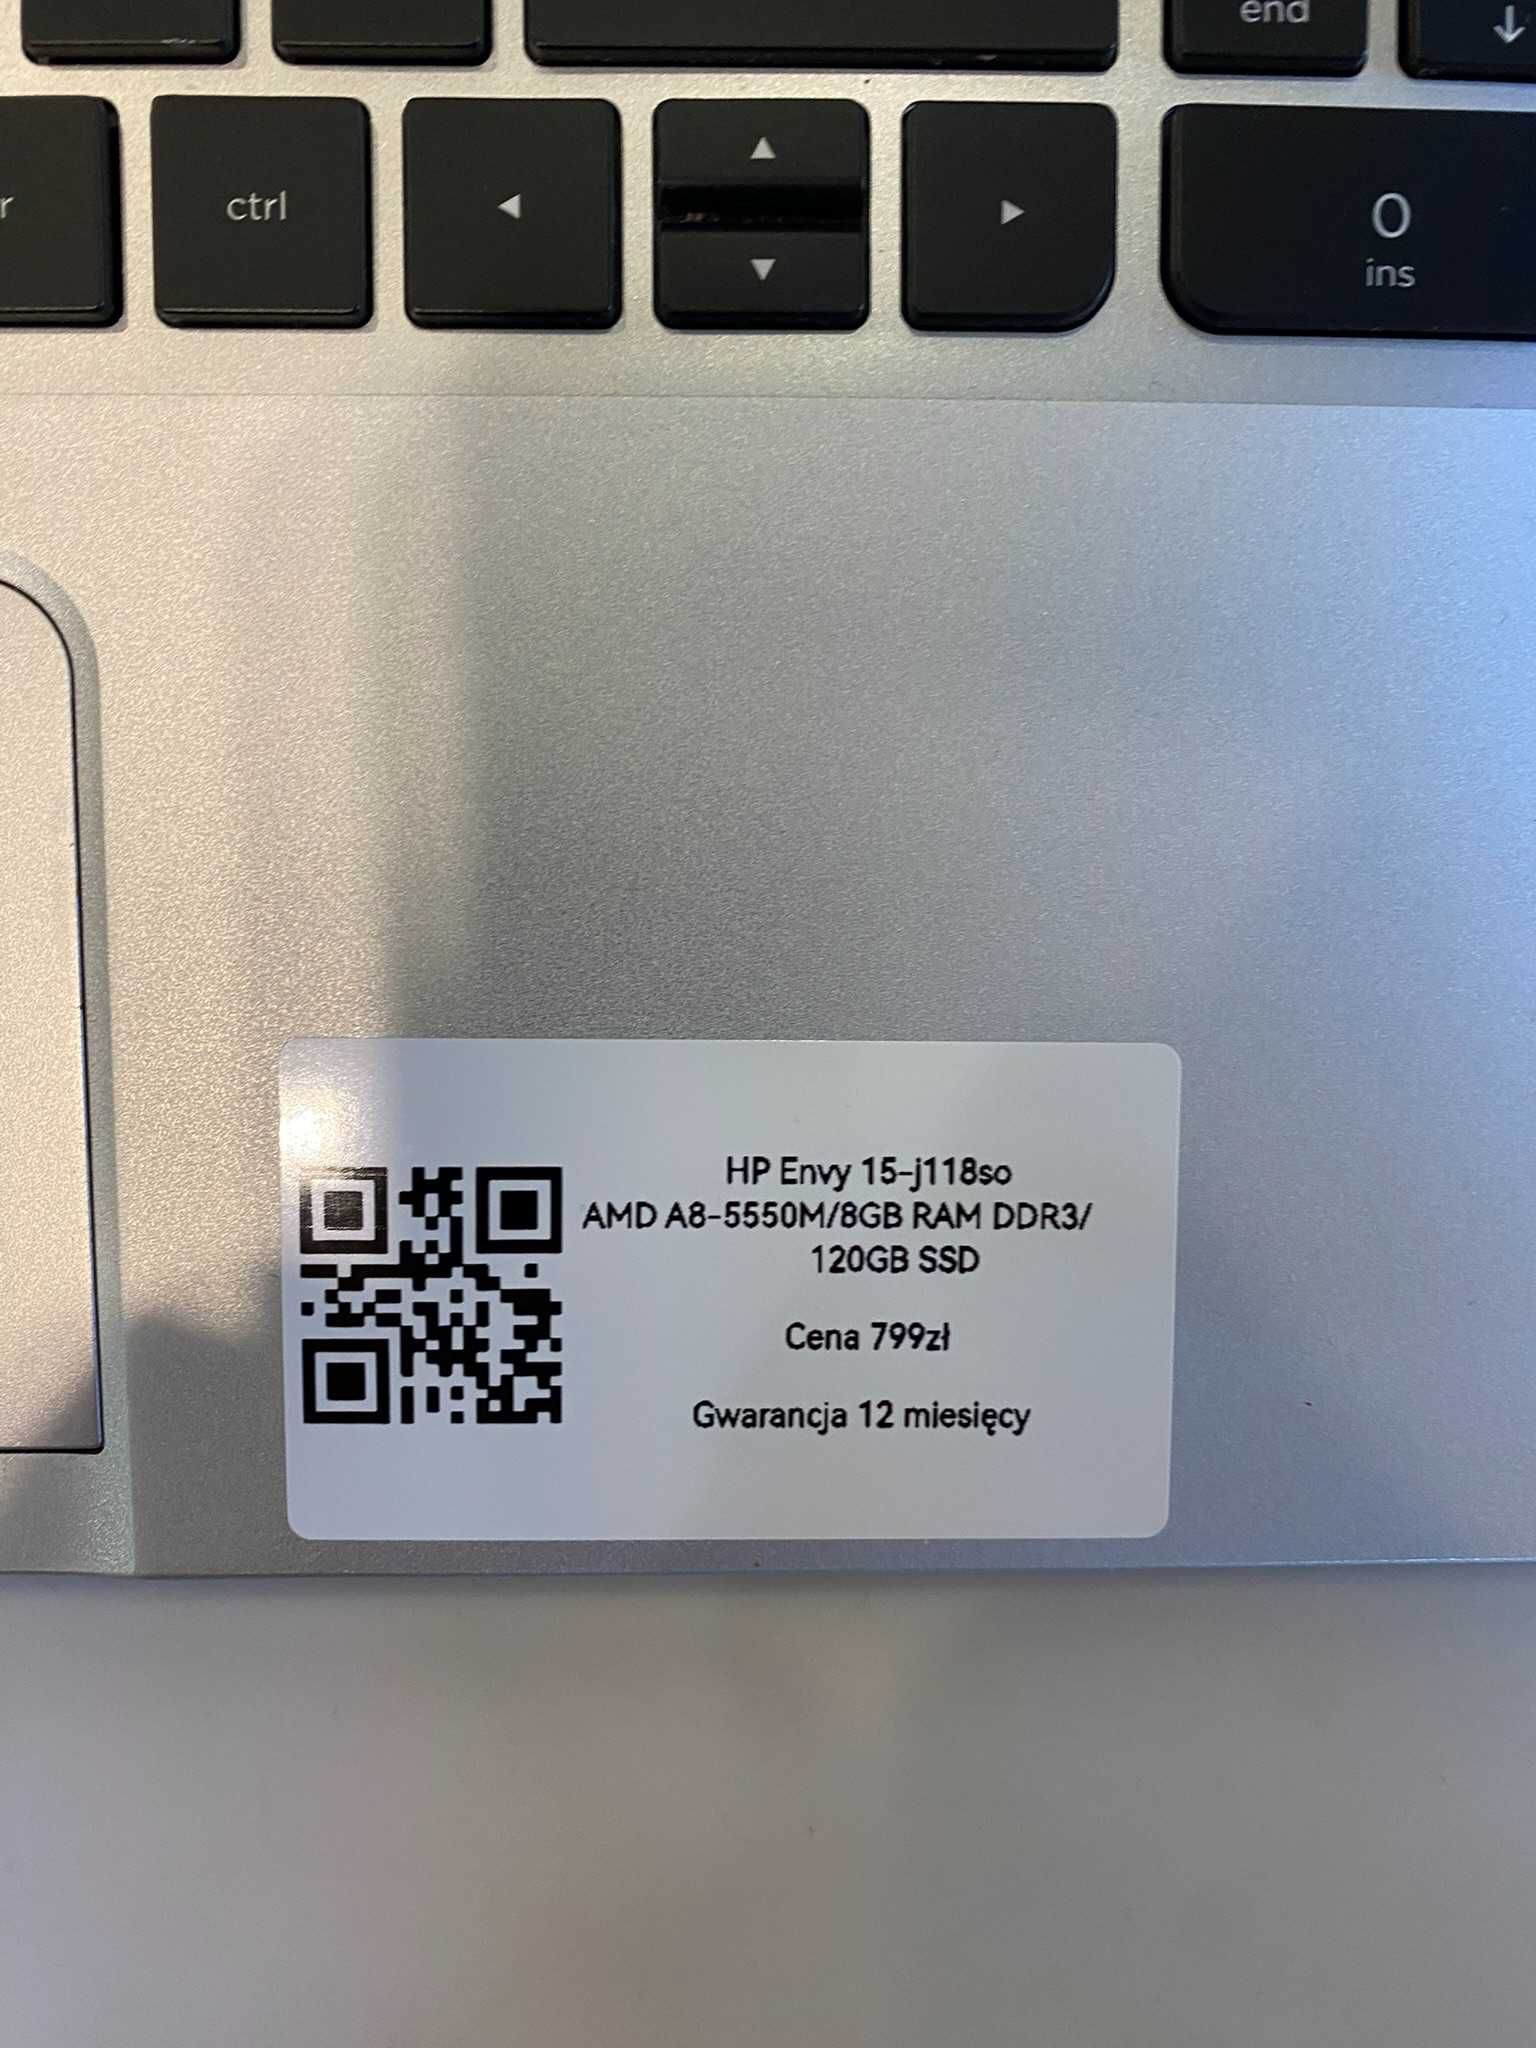 end
↓
r
ctrl
◀
▲
▼
▶
0
ins
HP Envy 15-j118so
AMD A8-5550M/8GB RAM DDR3/
120GB SSD
Cena 799zł
Gwarancja 12 miesięcy